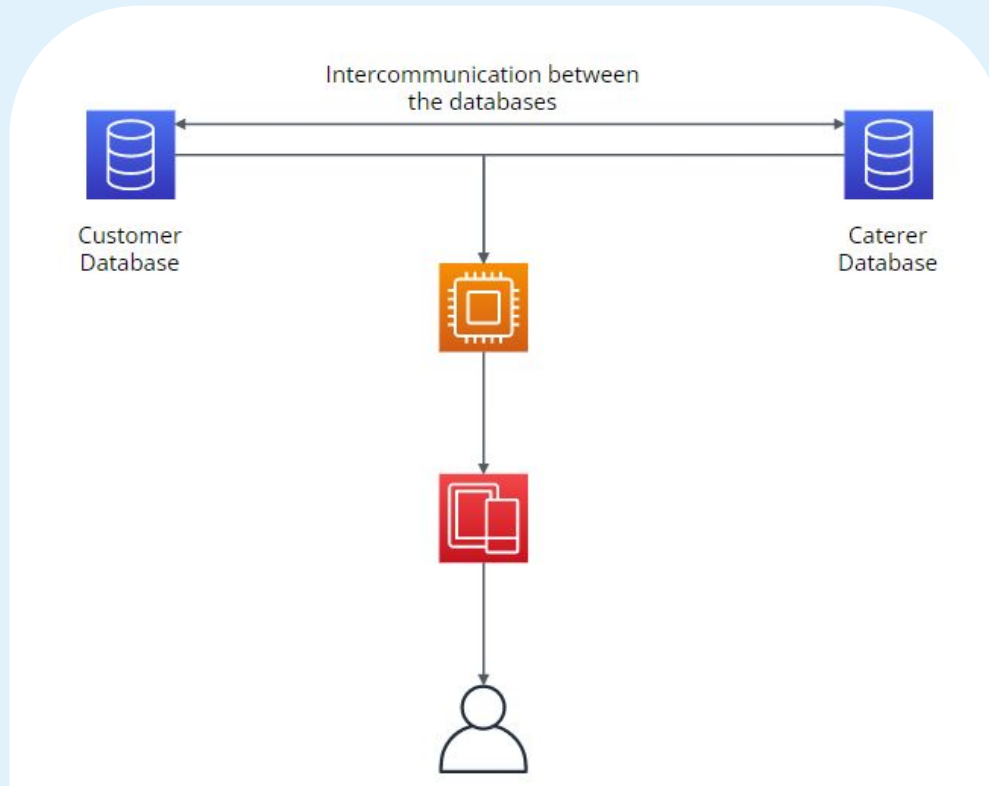 Intercommunication between
the databases
Customer
Database
Caterer
Database